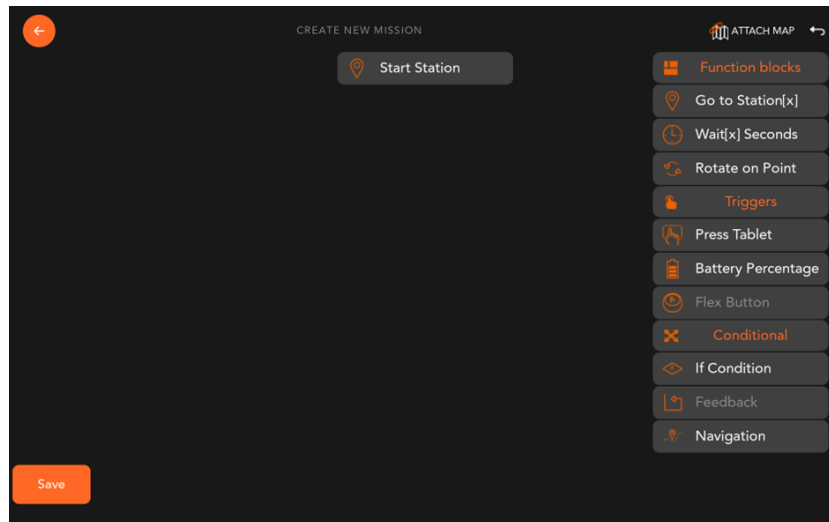 CREATE NEW MISSION
ATTACH MAP
Start Station
Function blocks
Go to Station[x]
Wait[x] Seconds
Rotate on Point
Triggers
Press Tablet
Battery Percentage
Flex Button
Conditional
If Condition
Feedback
Navigation
Save